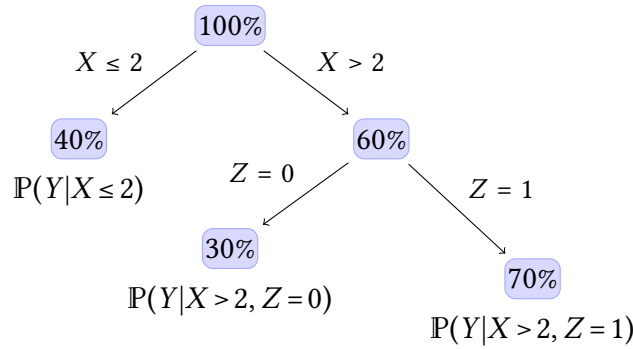 100%
X ≤ 2
X > 2
40%
60%
ℙ(Y|X ≤ 2)
Z = 0
Z = 1
30%
70%
ℙ(Y|X > 2, Z = 0)
ℙ(Y|X > 2, Z = 1)